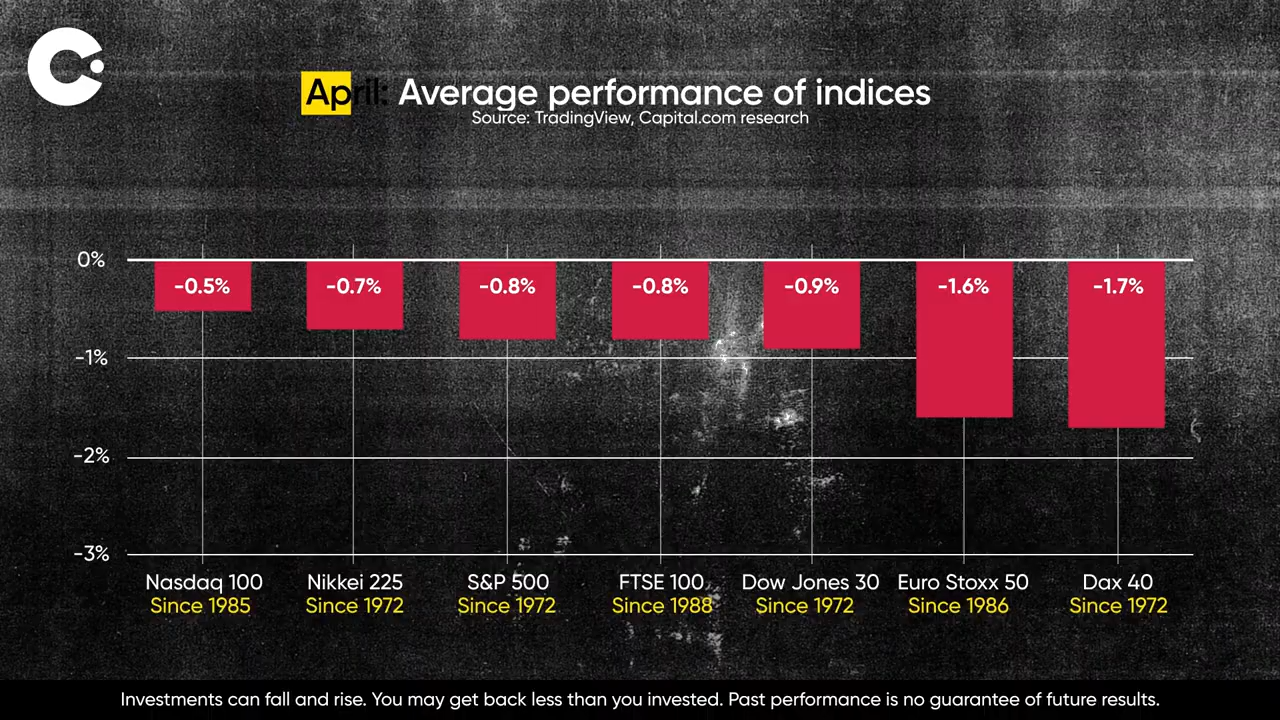 April: Average performance of indices
Source: TradingView, Capital.com research
0%
-0.5% -0.7% -0.8% -0.8% -0.9% -1.6% -1.7%
-1%
-2%
-3%
Nasdaq 100 Nikkei 225 S&P 500 FTSE 100 Dow Jones 30 Euro Stoxx 50 Dax 40
Since 1985 Since 1972 Since 1972 Since 1988 Since 1972 Since 1986 Since 1972
Investments can fall and rise. You may get back less than you invested. Past performance is no guarantee of future results.